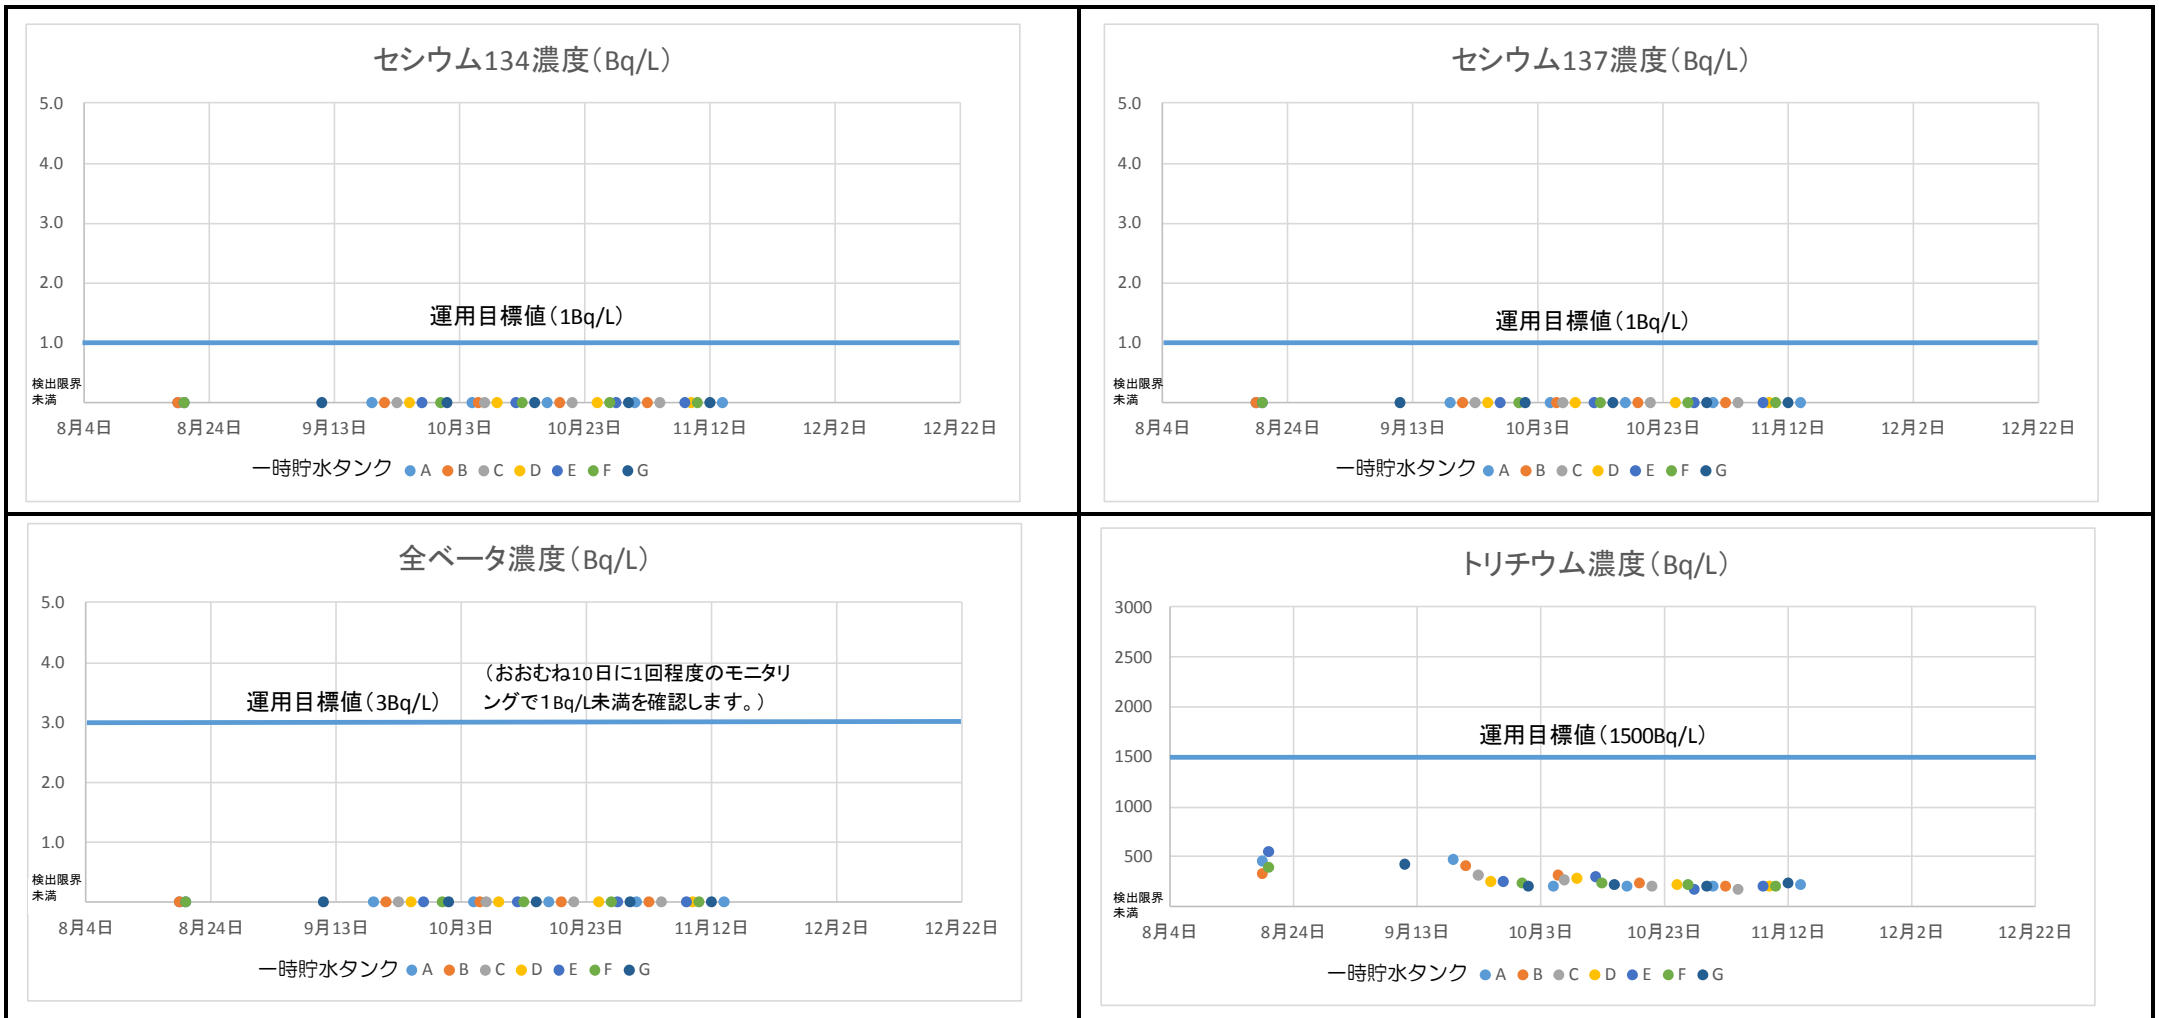 セシウム134濃度(Bq/L)
5.0
4.0
3.0
2.0
運用目標値(1Bq/L)
1.0
検出限界
未満
8月4日 8月24日 9月13日 10月3日 10月23日 11月12日 12月2日 12月22日
一時貯水タンク A B C D E F G
セシウム137濃度(Bq/L)
5.0
4.0
3.0
2.0
運用目標値(1Bq/L)
1.0
検出限界
未満
8月4日 8月24日 9月13日 10月3日 10月23日 11月12日 12月2日 12月22日
一時貯水タンク A B C D E F G
全ベータ濃度(Bq/L)
5.0
4.0
(おおむね10日に1回程度のモニタリ
ングで1Bq/L未満を確認します。)
運用目標値(3Bq/L)
3.0
2.0
1.0
検出限界
未満
8月4日 8月24日 9月13日 10月3日 10月23日 11月12日 12月2日 12月22日
一時貯水タンク A B C D E F G
トリチウム濃度(Bq/L)
3000
2500
2000
運用目標値(1500Bq/L)
1500
1000
500
検出限界
未満
8月4日 8月24日 9月13日 10月3日 10月23日 11月12日 12月2日 12月22日
一時貯水タンク A B C D E F G